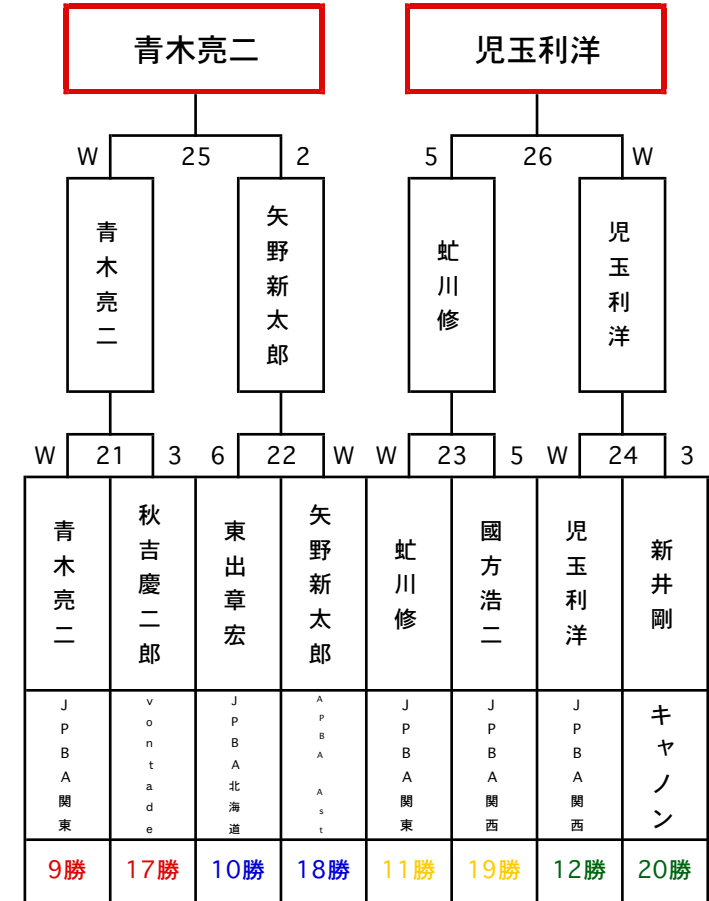 青木亮二
児玉利洋
W 25 2
5 26 W
青木亮二
矢野新太郎
虻川修
児玉利洋
W 21 3
6 22 W
W 23 5
W 24 3
青木亮二
秋吉慶二郎
東出章宏
矢野新太郎
虻川修
國方浩二
児玉利洋
新井剛
JPBA関東
vontade
JPBA北海道
APBA Ast
JPBA関東
JPBA関西
JPBA関西
キャノン
9勝
17勝
10勝
18勝
11勝
19勝
12勝
20勝